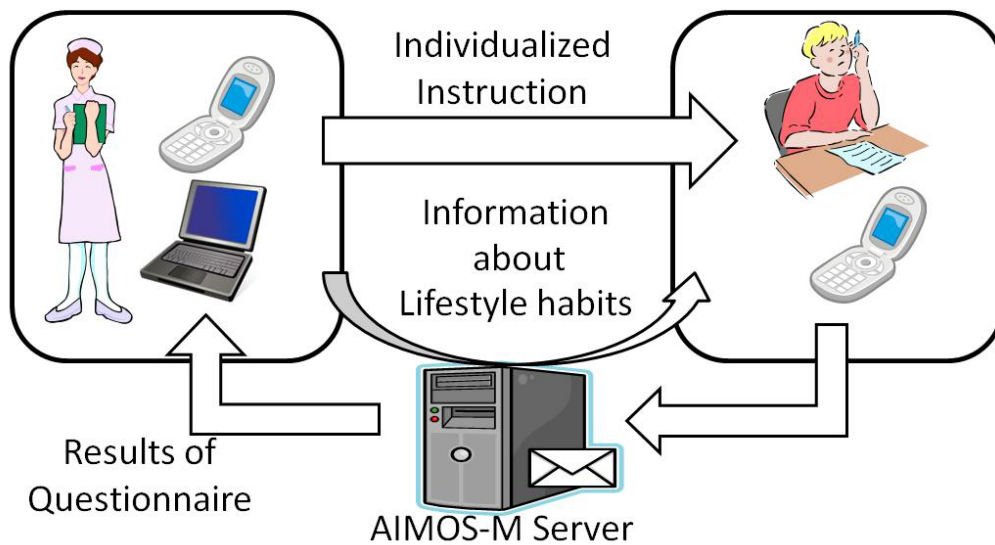 Individualized
Instruction
Information
about
Lifestyle habits
Results of
Questionnaire
AIMOS-M Server